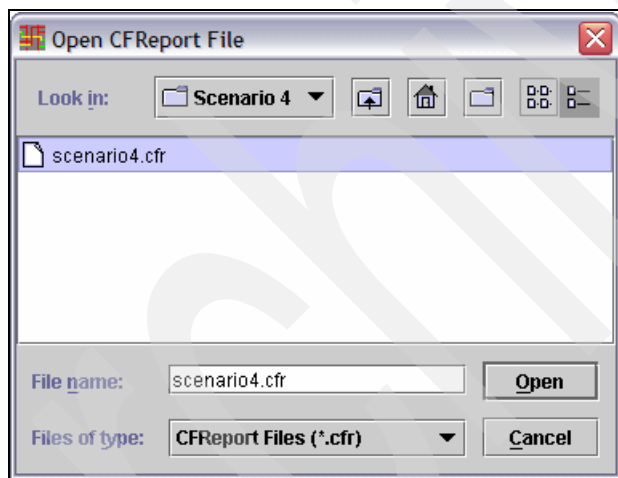 Open CFReport File
Look in: Scenario 4
scenario4.cfr
File name: scenario4.cfr Open
Files of type: CFReport Files (*.cfr) Cancel